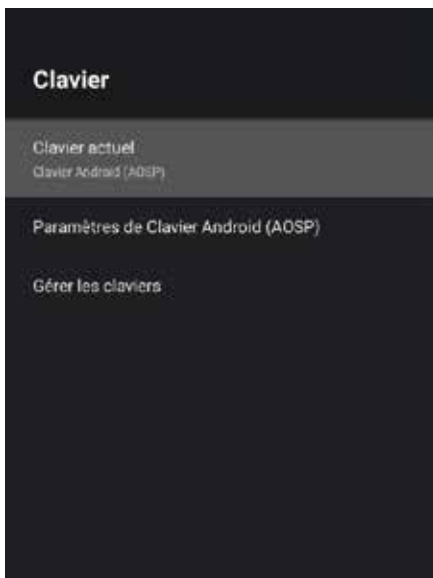 Clavier
Clavier actuel
Clavier Android (AOSP)
Paramètres de Clavier Android (AOSP)
Gérer les claviers